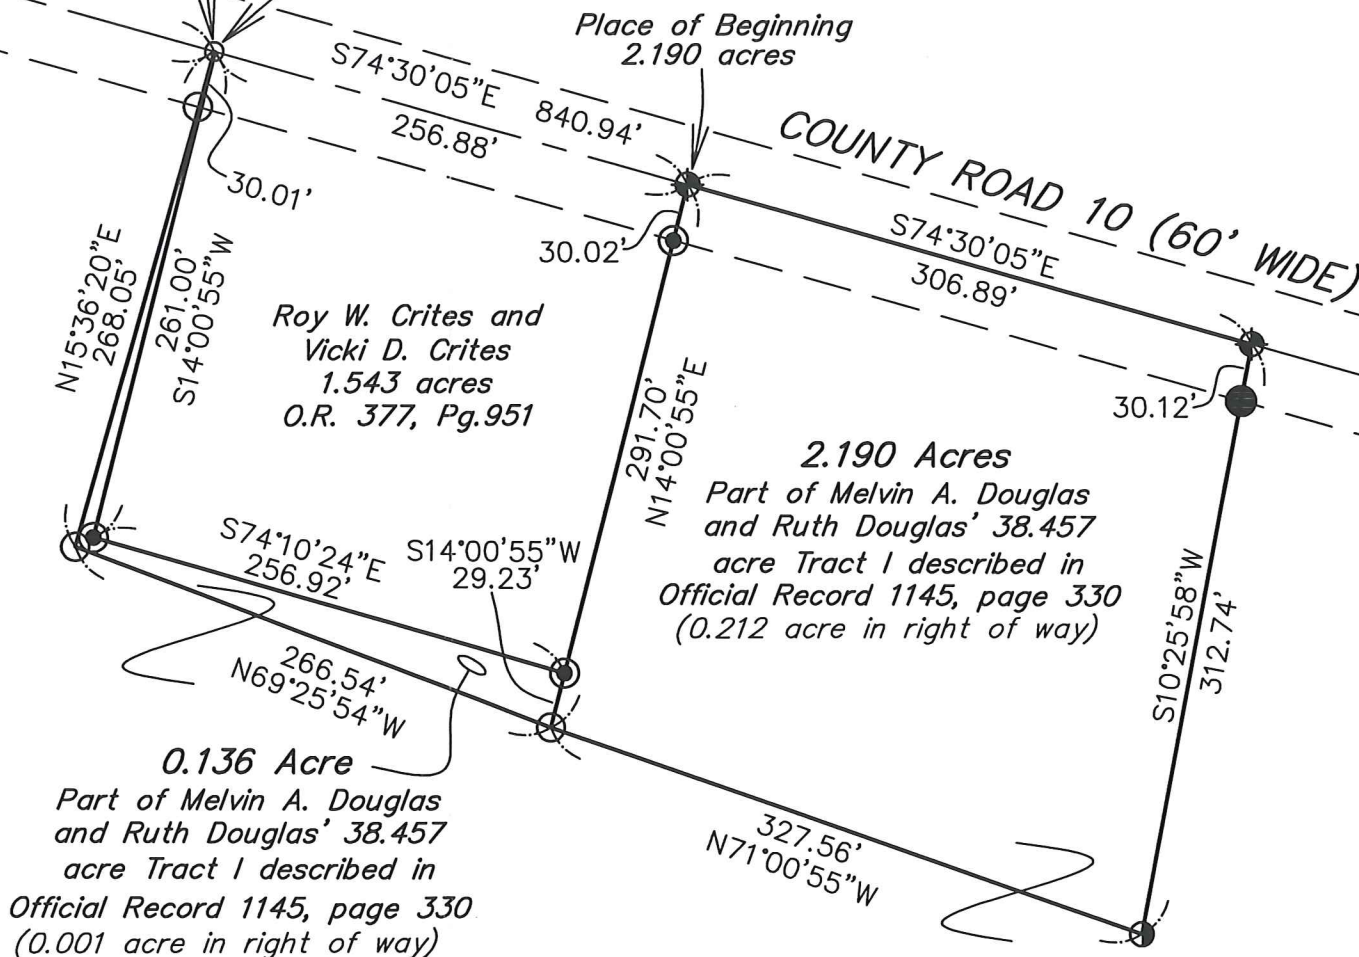 Place of Beginning
2.190 acres
S74°30'05"E 840.94'
256.88'
COUNTY ROAD 10 (60' WIDE)
30.01'
30.02'
S74°30'05"E
306.89'
30.12'
N15°36'20"E
268.05'
261.00'
S14°00'55"W
Roy W. Crites and
Vicki D. Crites
1.543 acres
O.R. 377, Pg.951
291.70'
N14°00'55"E
2.190 Acres
Part of Melvin A. Douglas
and Ruth Douglas' 38.457
acre Tract I described in
Official Record 1145, page 330
(0.212 acre in right of way)
S74°10'24"E
256.92'
S14°00'55"W
29.23'
S10°25'58"W
312.74'
266.54'
N69°25'54"W
0.136 Acre
Part of Melvin A. Douglas
and Ruth Douglas' 38.457
acre Tract I described in
Official Record 1145, page 330
(0.001 acre in right of way)
327.56'
N71°00'55"W